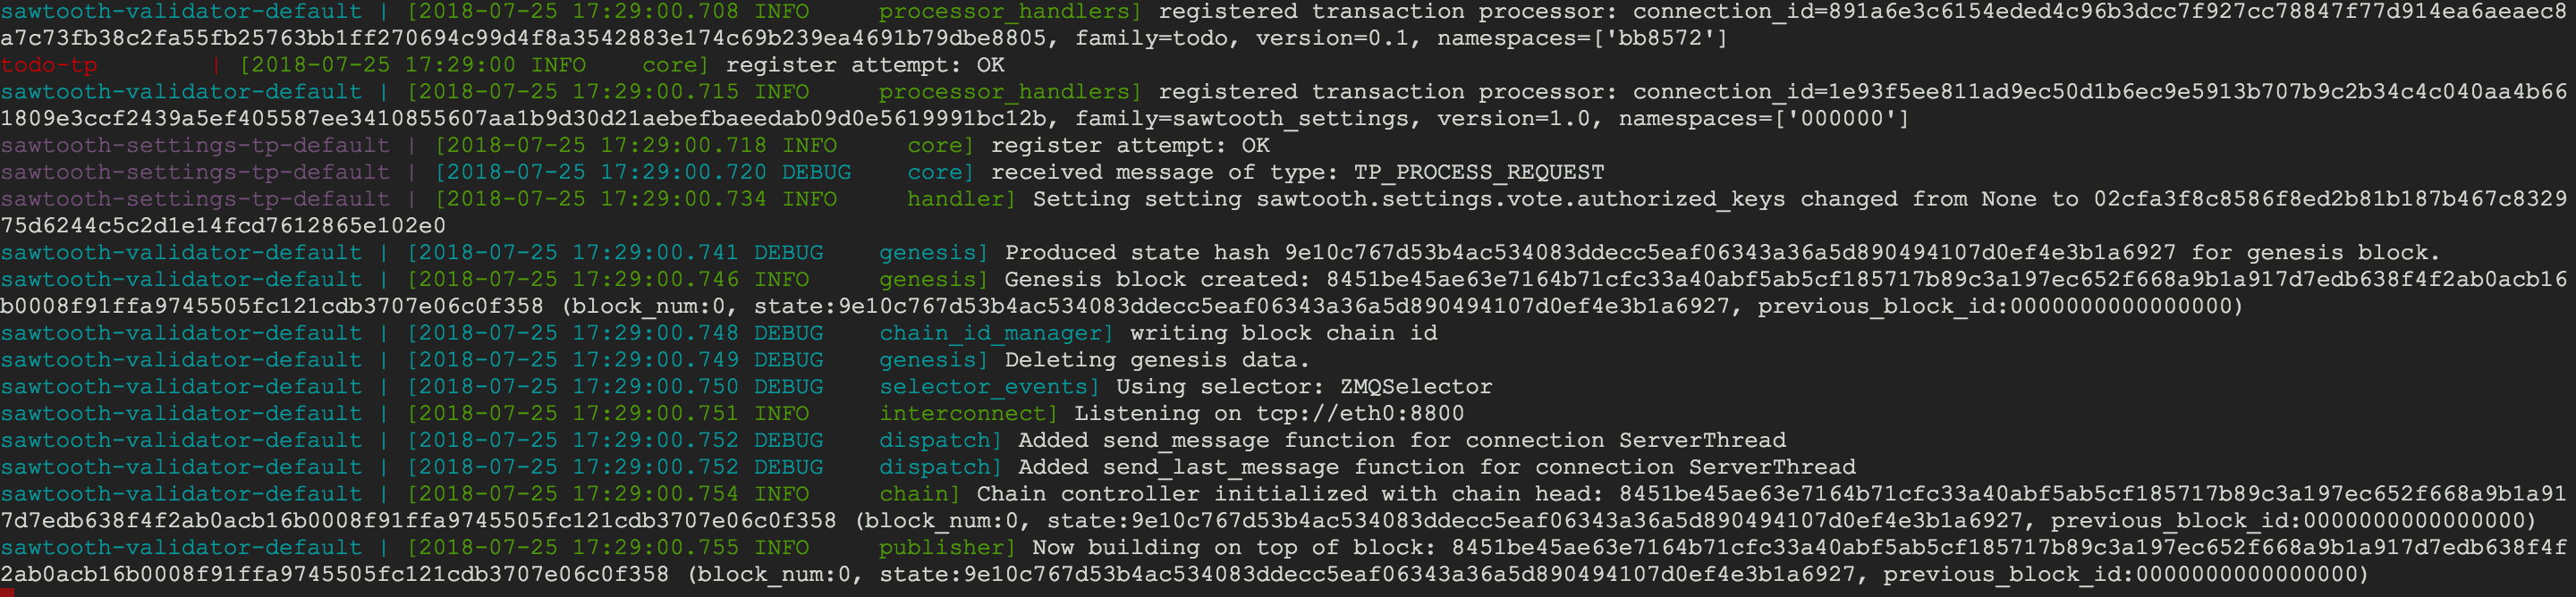 sawtooth-validator-default | [2018-07-25 17:29:00.708 INFO     processor_handlers] registered transaction processor: connection_id=891a6e3c6154eded4c96b3dcc7f927cc78847f77d914ea6aeaec8
a7c73fb38c2fa55fb25763bb1ff270694c99d4f8a3542883e174c69b239ea4691b79dbe8805, family=todo, version=0.1, namespaces=['bb8572']
todo-tp        | [2018-07-25 17:29:00 INFO    core] register attempt: OK
sawtooth-validator-default | [2018-07-25 17:29:00.715 INFO     processor_handlers] registered transaction processor: connection_id=1e93f5ee811ad9ec50d1b6ec9e5913b707b9c2b34c4c040aa4b66
1809e3ccf2439a5ef405587ee3410855607aa1b9d30d21aebefbaeedab09d0e5619991bc12b, family=sawtooth_settings, version=1.0, namespaces=['000000']
sawtooth-settings-tp-default | [2018-07-25 17:29:00.718 INFO     core] register attempt: OK
sawtooth-settings-tp-default | [2018-07-25 17:29:00.720 DEBUG    core] received message of type: TP_PROCESS_REQUEST
sawtooth-settings-tp-default | [2018-07-25 17:29:00.734 INFO     handler] Setting setting sawtooth.settings.vote.authorized_keys changed from None to 02cfa3f8c8586f8ed2b81b187b467c8329
75d6244c5c2d1e14fcd7612865e102e0
sawtooth-validator-default | [2018-07-25 17:29:00.741 DEBUG    genesis] Produced state hash 9e10c767d53b4ac534083ddecc5eaf06343a36a5d890494107d0ef4e3b1a6927 for genesis block.
sawtooth-validator-default | [2018-07-25 17:29:00.746 INFO     genesis] Genesis block created: 8451be45ae63e7164b71cfc33a40abf5ab5cf185717b89c3a197ec652f668a9b1a917d7edb638f4f2ab0acb16
b0008f91ffa9745505fc121cdb3707e06c0f358 (block_num:0, state:9e10c767d53b4ac534083ddecc5eaf06343a36a5d890494107d0ef4e3b1a6927, previous_block_id:0000000000000000)
sawtooth-validator-default | [2018-07-25 17:29:00.748 DEBUG    chain_id_manager] writing block chain id
sawtooth-validator-default | [2018-07-25 17:29:00.749 DEBUG    genesis] Deleting genesis data.
sawtooth-validator-default | [2018-07-25 17:29:00.750 DEBUG    selector_events] Using selector: ZMQSelector
sawtooth-validator-default | [2018-07-25 17:29:00.751 INFO     interconnect] Listening on tcp://eth0:8800
sawtooth-validator-default | [2018-07-25 17:29:00.752 DEBUG    dispatch] Added send_message function for connection ServerThread
sawtooth-validator-default | [2018-07-25 17:29:00.752 DEBUG    dispatch] Added send_last_message function for connection ServerThread
sawtooth-validator-default | [2018-07-25 17:29:00.754 INFO     chain] Chain controller initialized with chain head: 8451be45ae63e7164b71cfc33a40abf5ab5cf185717b89c3a197ec652f668a9b1a91
7d7edb638f4f2ab0acb16b0008f91ffa9745505fc121cdb3707e06c0f358 (block_num:0, state:9e10c767d53b4ac534083ddecc5eaf06343a36a5d890494107d0ef4e3b1a6927, previous_block_id:0000000000000000)
sawtooth-validator-default | [2018-07-25 17:29:00.755 INFO     publisher] Now building on top of block: 8451be45ae63e7164b71cfc33a40abf5ab5cf185717b89c3a197ec652f668a9b1a917d7edb638f4f
2ab0acb16b0008f91ffa9745505fc121cdb3707e06c0f358 (block_num:0, state:9e10c767d53b4ac534083ddecc5eaf06343a36a5d890494107d0ef4e3b1a6927, previous_block_id:0000000000000000)